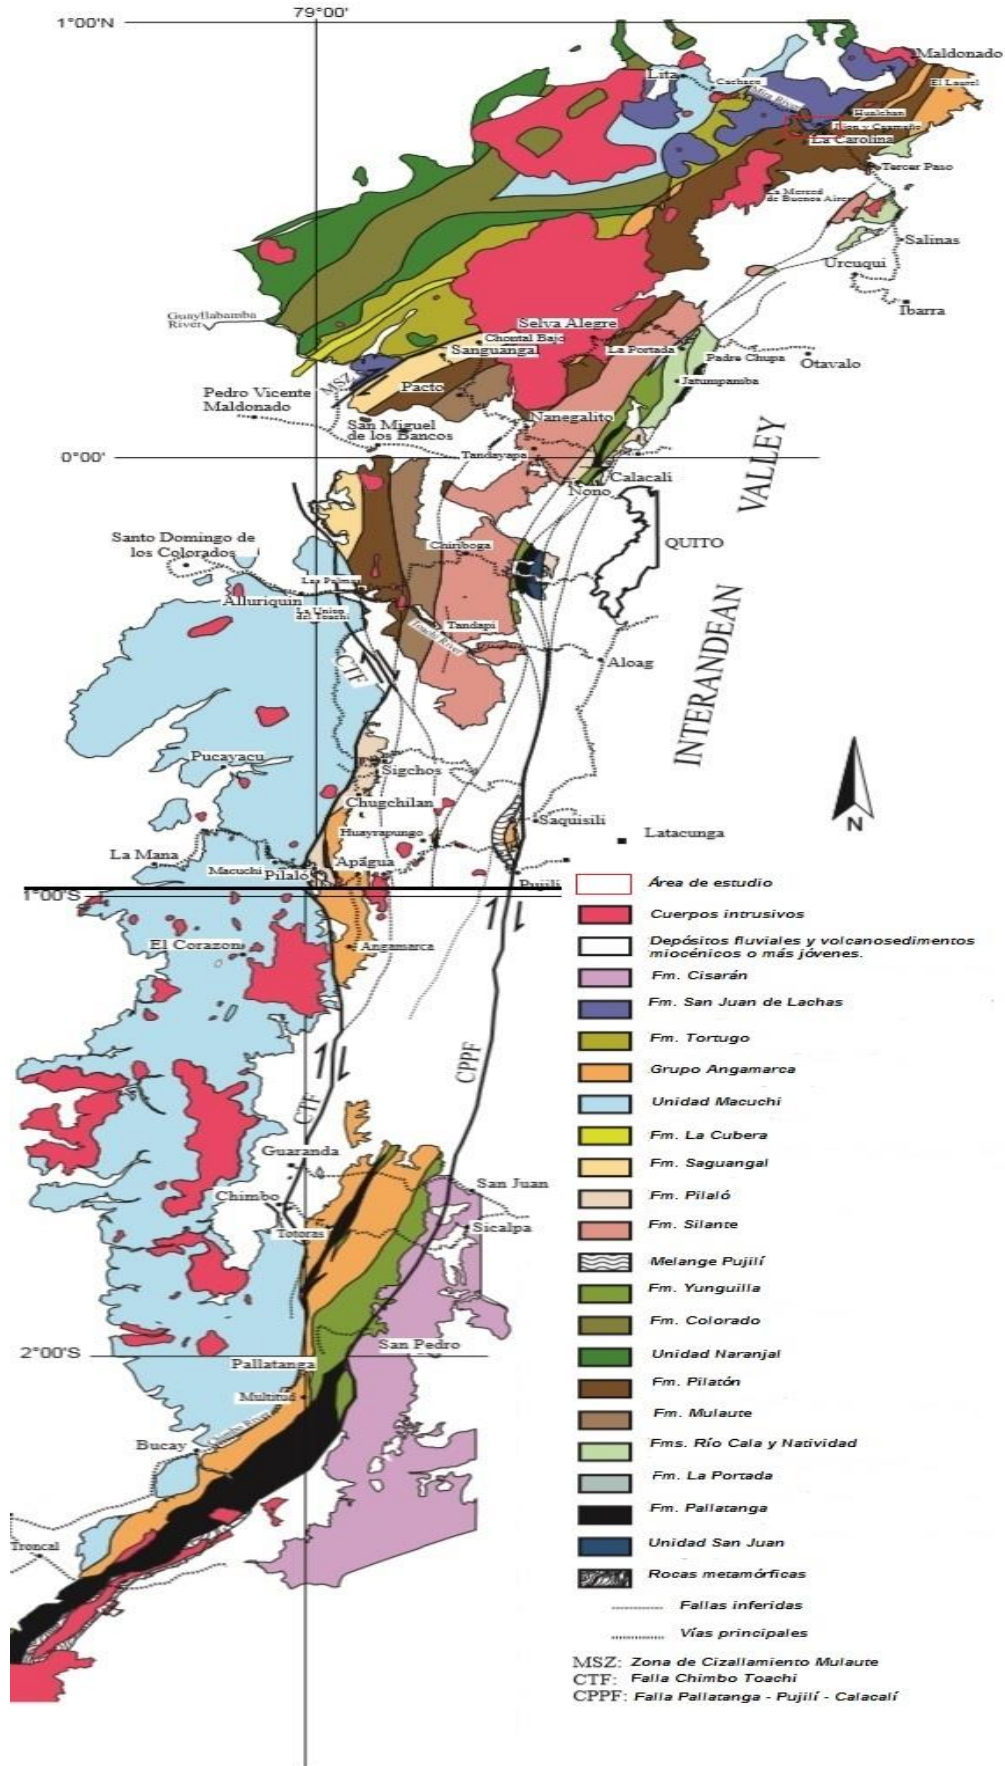 79°00'
1°00'N
Maldonado
Lita
Cachaco
El Laurel
Mira River
Hualchan
La Carolina
Tercer Paso
La Merced
de Buenos Aires
Salinas
Urcuqui
Ibarra
Guayllabamba
River
Selva Alegre
Chontal Bajo
Sanguangal
La Portada
Padre Chupa
Otavalo
MSZ
Pacto
Jatumpamba
Pedro Vicente
Maldonado
Nanegalito
San Miguel
de los Bancos
Tandayapa
0°00'
Calacalí
Nono
INTERANDEAN VALLEY
Santo Domingo de
los Colorados
Chiriboga
QUITO
Las Palmas
Alluriquin
La Union
del Toachi
Toachi River
Tandapi
CTF
Aloag
Pucayacu
Sigchos
Chugchilan
N
Huayrapungo
Saquisili
Latacunga
La Mana
Macuchi
Pilaló
Apagua
Pujilí
1°00'S
El Corazon
Angamarca
CPPF
CTF
Guaranda
Chimbo
San Juan
Totoras
Sicalpa
2°00'S
San Pedro
Pallatanga
Multitud
Chimbo River
Bucay
Troncal
Área de estudio
Cuerpos intrusivos
Depósitos fluviales y volcanosedimentos
miocénicos o más jóvenes.
Fm. Cisarán
Fm. San Juan de Lachas
Fm. Tortugo
Grupo Angamarca
Unidad Macuchi
Fm. La Cubera
Fm. Saguangal
Fm. Pilaló
Fm. Silante
Melange Pujilí
Fm. Yunguilla
Fm. Colorado
Unidad Naranjal
Fm. Pilatón
Fm. Mulaute
Fms. Río Cala y Natividad
Fm. La Portada
Fm. Pallatanga
Unidad San Juan
Rocas metamórficas
Fallas inferidas
Vías principales
MSZ: Zona de Cizallamiento Mulaute
CTF: Falla Chimbo Toachi
CPPF: Falla Pallatanga - Pujilí - Calacalí